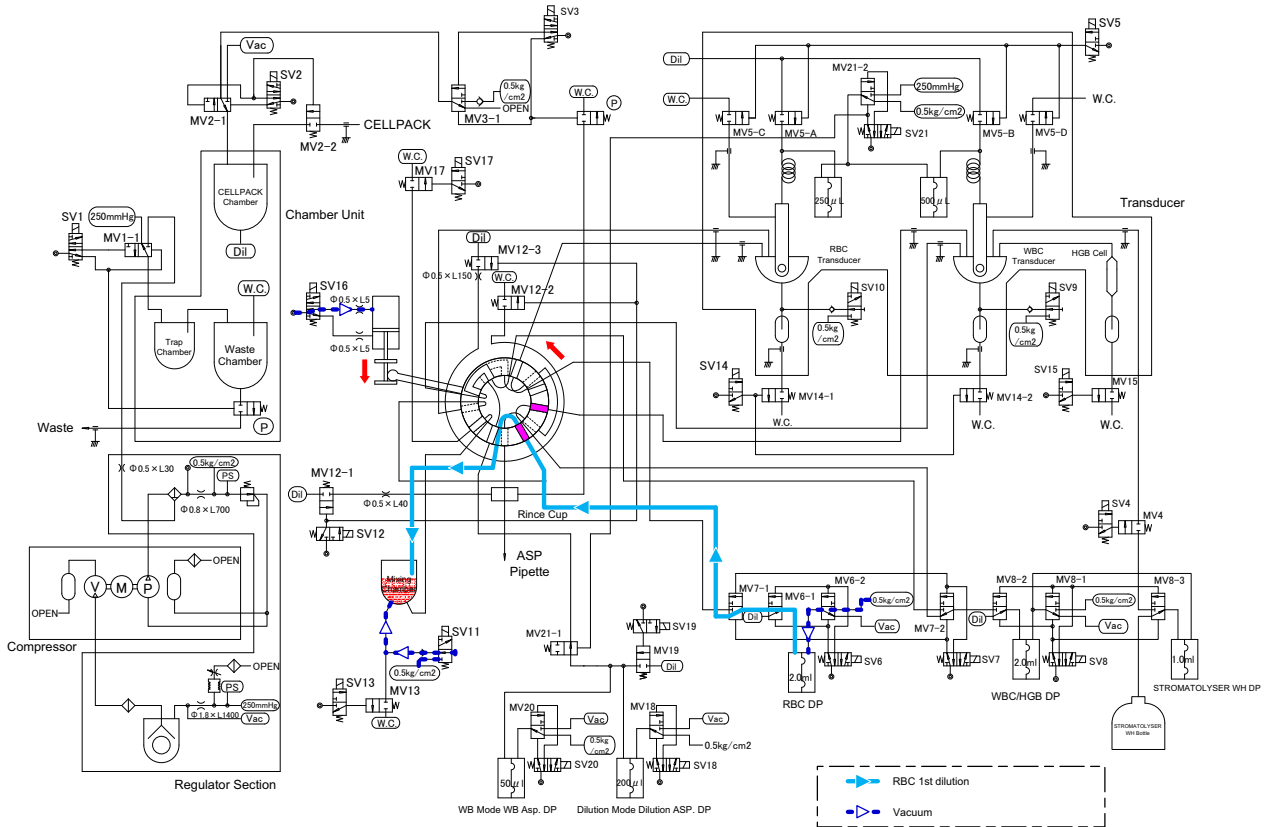 SV3
SV5
Vac
SV2
0.5kg
/cm2
OPEN
MV3-1
MV2-1
MV2-2
CELLPACK
W.C.
P
Dil
W.C.
MV5-C
MV5-A
MV21-2
250mmHg
0.5kg/cm2
SV21
MV5-B
MV5-D
W.C.
CELLPACK
Chamber
Dil
Chamber Unit
W.C.
MV17
SV17
250μL
500μL
Transducer
SV1
250mmHg
MV1-1
W.C.
Trap
Chamber
Waste
Chamber
P
Waste
Dil
MV12-3
Φ0.5×L150
W.C.
MV12-2
SV16
Φ0.5×L5
Φ0.5×L5
RBC
Transducer
WBC
Transducer
HGB Cell
SV10
0.5kg
/cm2
SV9
0.5kg
/cm2
SV14
MV14-1
W.C.
MV14-2
W.C.
SV15
MV15
W.C.
0.5kg/cm2
Φ0.5×L30
PS
Φ0.8×L700
MV12-1
Dil
Φ0.5×L40
SV12
Rince Cup
ASP
Pipette
SV4
MV4
OPEN
V
M
P
OPEN
Compressor
Mixing
Chamber
SV11
0.5kg/cm2
SV13
MV13
W.C.
MV7-1
MV6-1
MV6-2
0.5kg/cm2
Dil
Vac
SV6
2.0ml
RBC DP
MV7-2
SV7
MV8-2
MV8-1
MV8-3
Dil
0.5kg/cm2
Vac
SV8
2.0ml
WBC/HGB DP
1.0ml
STROMATOLYSER WH DP
STROMATOLYSER
WH Bottle
MV21-1
SV19
MV19
Dil
MV20
Vac
0.5kg
/cm2
SV20
50μl
WB Mode WB Asp. DP
MV18
Vac
0.5kg/cm2
SV18
200μl
Dilution Mode Dilution ASP. DP
OPEN
PS
250mmHg
Vac
Φ1.8×L1400
Regulator Section
RBC 1st dilution
Vacuum